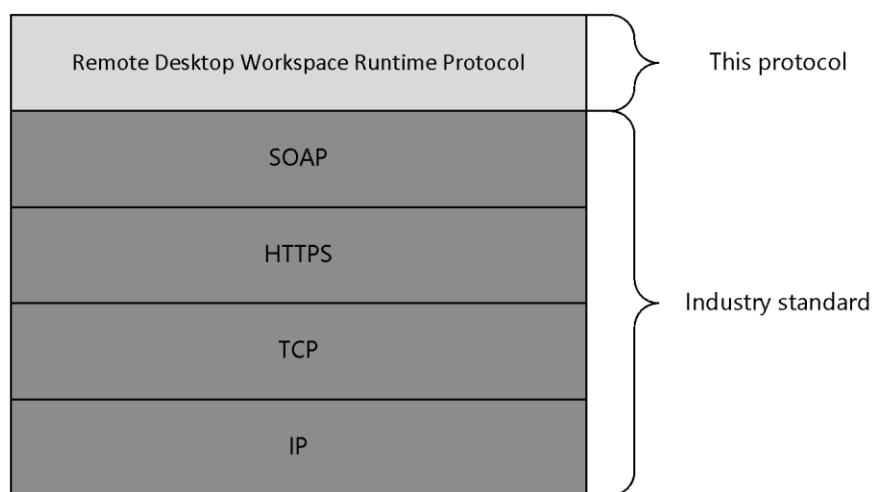 Remote Desktop Workspace Runtime Protocol
This protocol
SOAP
HTTPS
Industry standard
TCP
IP